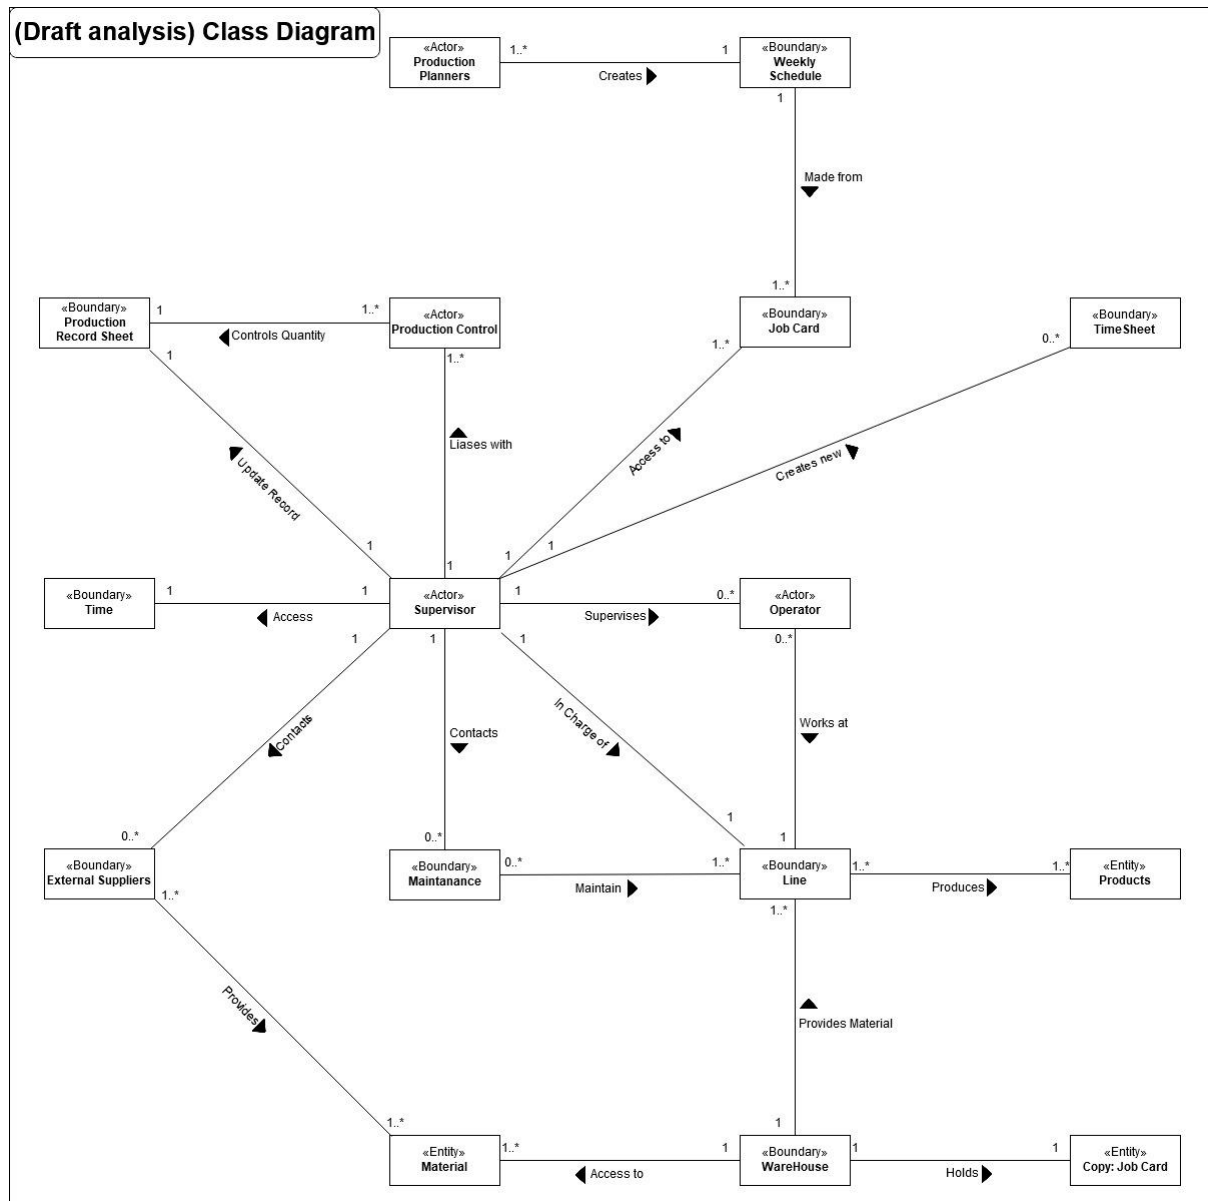 (Draft analysis) Class Diagram
«Actor»
Production
Planners
1..*
1
Creates
«Boundary»
Weekly
Schedule
1
Made from
1..*
«Boundary»
Production
Record Sheet
1
1..*
Controls Quantity
«Actor»
Production Control
«Boundary»
Job Card
«Boundary»
TimeSheet
1
1..*
1..*
0..*
Liases with
Update Record
Access to
Creates new
1
1
1
1
«Boundary»
Time
1
1
Access
«Actor»
Supervisor
1
0..*
Supervises
«Actor»
Operator
1
1
1
0..*
Contacts
Contacts
In Charge of
Works at
0..*
0..*
1
1
«Boundary»
External Suppliers
«Boundary»
Maintanance
0..*
1..*
Maintain
«Boundary»
Line
1..*
1..*
Produces
«Entity»
Products
1..*
1..*
Provides
Provides Material
1..*
1
«Entity»
Material
1..*
1
Access to
«Boundary»
WareHouse
1
1
Holds
«Entity»
Copy: Job Card